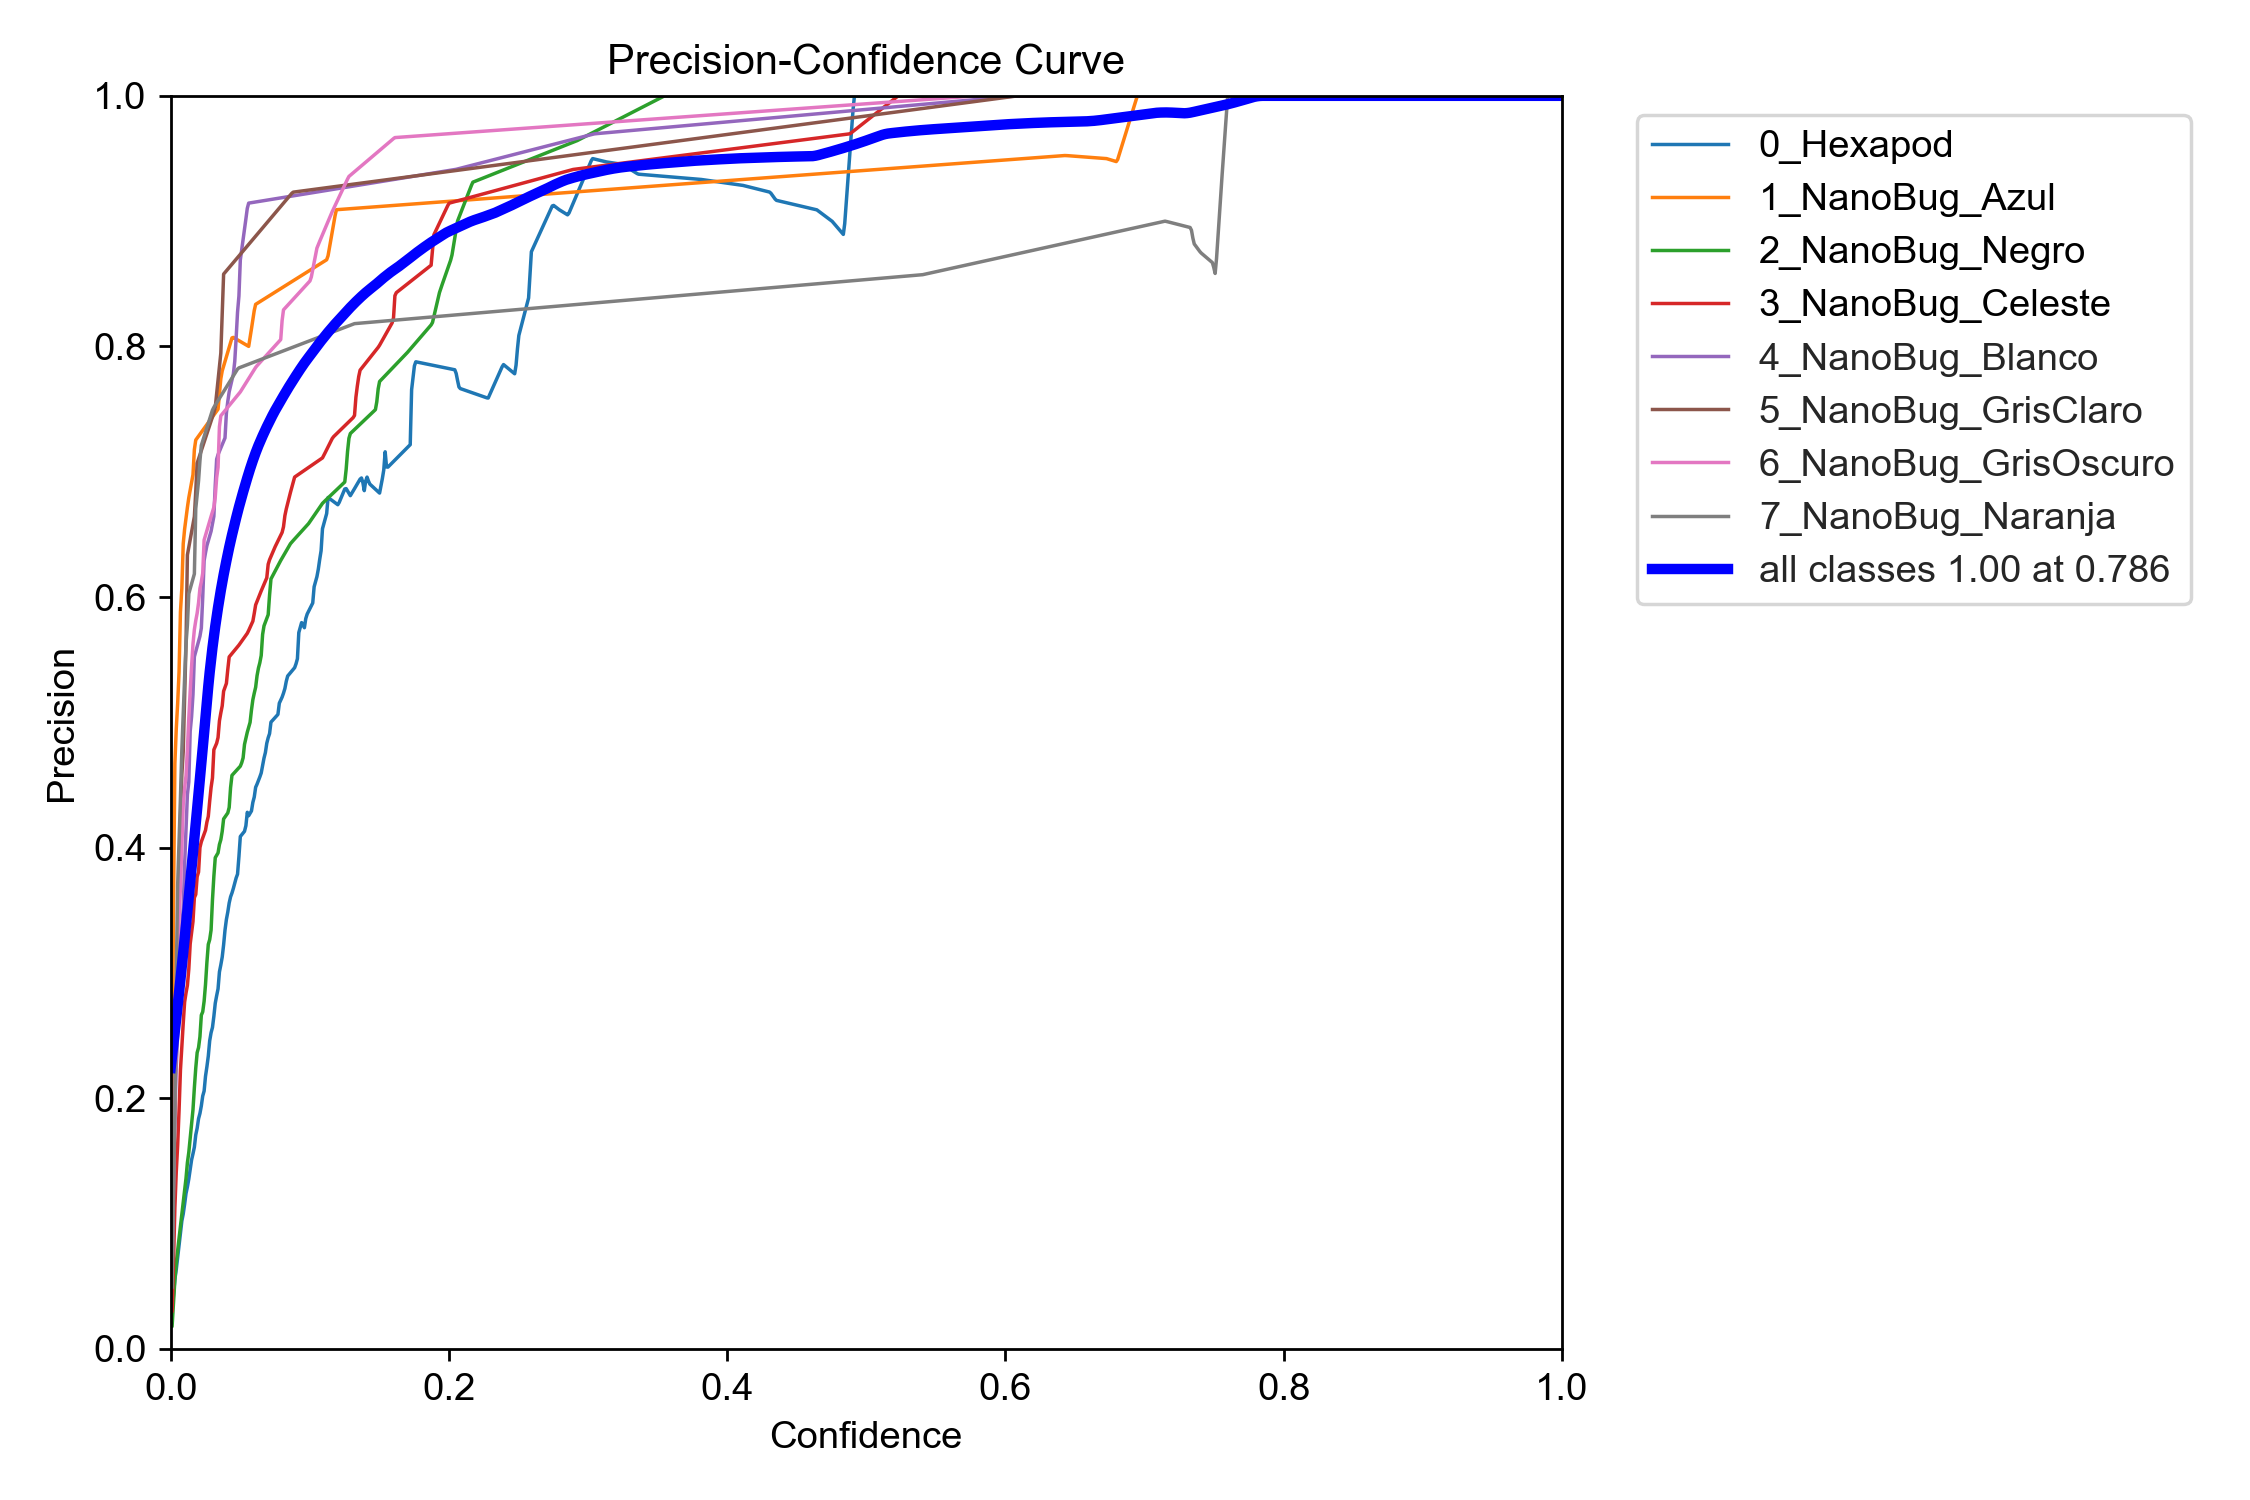 Precision-Confidence Curve
1.0
0.8
0.6
0.4
0.2
0.0
Precision
0.0 0.2 0.4 0.6 0.8 1.0
Confidence
0_Hexapod
1_NanoBug_Azul
2_NanoBug_Negro
3_NanoBug_Celeste
4_NanoBug_Blanco
5_NanoBug_GrisClaro
6_NanoBug_GrisOscuro
7_NanoBug_Naranja
all classes 1.00 at 0.786